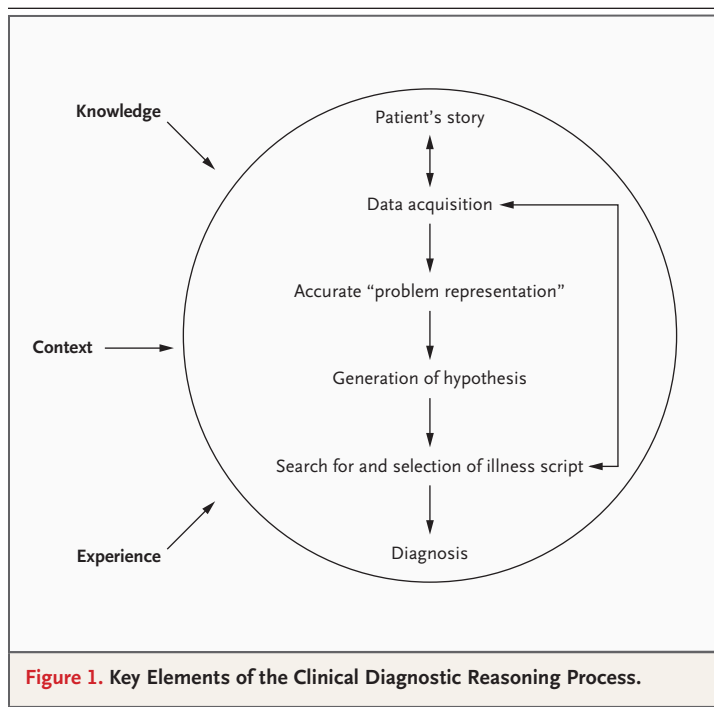 Knowledge
Patient’s story
Data acquisition
Accurate “problem representation”
Context
Generation of hypothesis
Search for and selection of illness script
Experience
Diagnosis
Figure 1. Key Elements of the Clinical Diagnostic Reasoning Process.